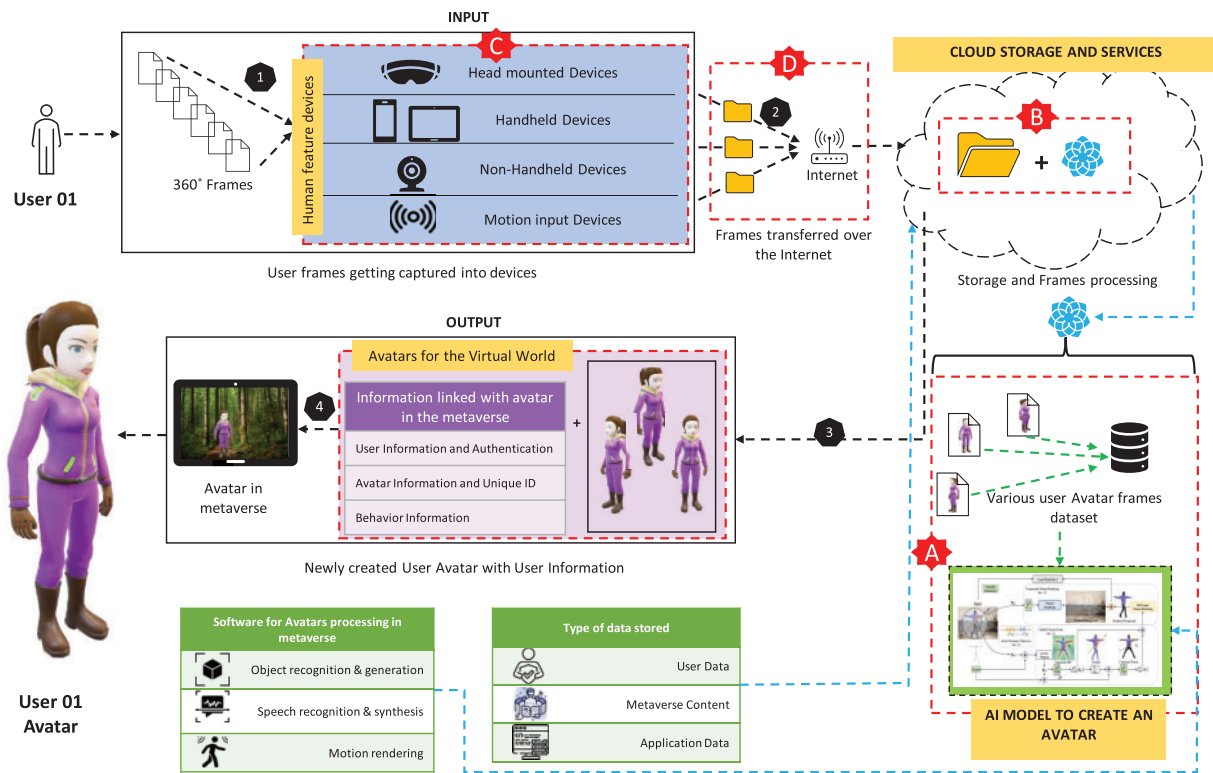 INPUT
C
CLOUD STORAGE AND SERVICES
D
1
Head mounted Devices
2
B
Human feature devices
Handheld Devices
+
Non-Handheld Devices
Internet
User 01
360˚ Frames
Motion input Devices
Frames transferred over
the Internet
User frames getting captured into devices
Storage and Frames processing
OUTPUT
Avatars for the Virtual World
Information linked with avatar
in the metaverse
4
+
3
User Information and Authentication
Avatar Information and Unique ID
Behavior Information
Avatar in
metaverse
Various user Avatar frames
dataset
A
Newly created User Avatar with User Information
Software for Avatars processing in
metaverse
Object recognition & generation
Speech recognition & synthesis
Motion rendering
Type of data stored
User Data
Metaverse Content
Application Data
User 01
Avatar
AI MODEL TO CREATE AN
AVATAR